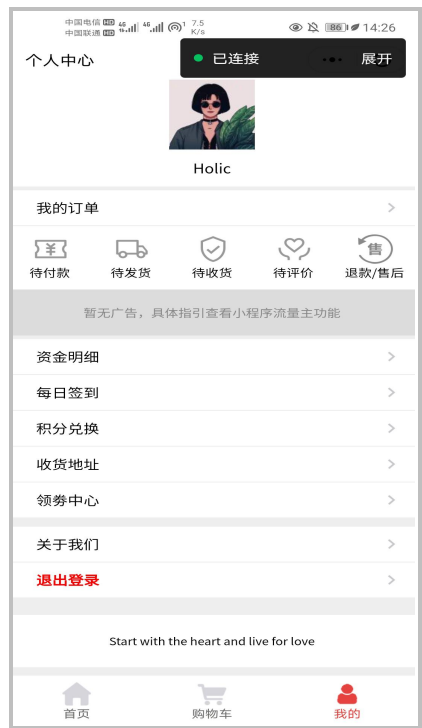 中国电信 HD 4G 46 7.5 86 14:26
中国联通 HD K/s
个人中心 已连接 展开
Holic
我的订单
待付款 待发货 待收货 待评价 退款/售后
售
暂无广告，具体指引查看小程序流量主功能
资金明细
每日签到
积分兑换
收货地址
领券中心
关于我们
退出登录
Start with the heart and live for love
首页 购物车 我的